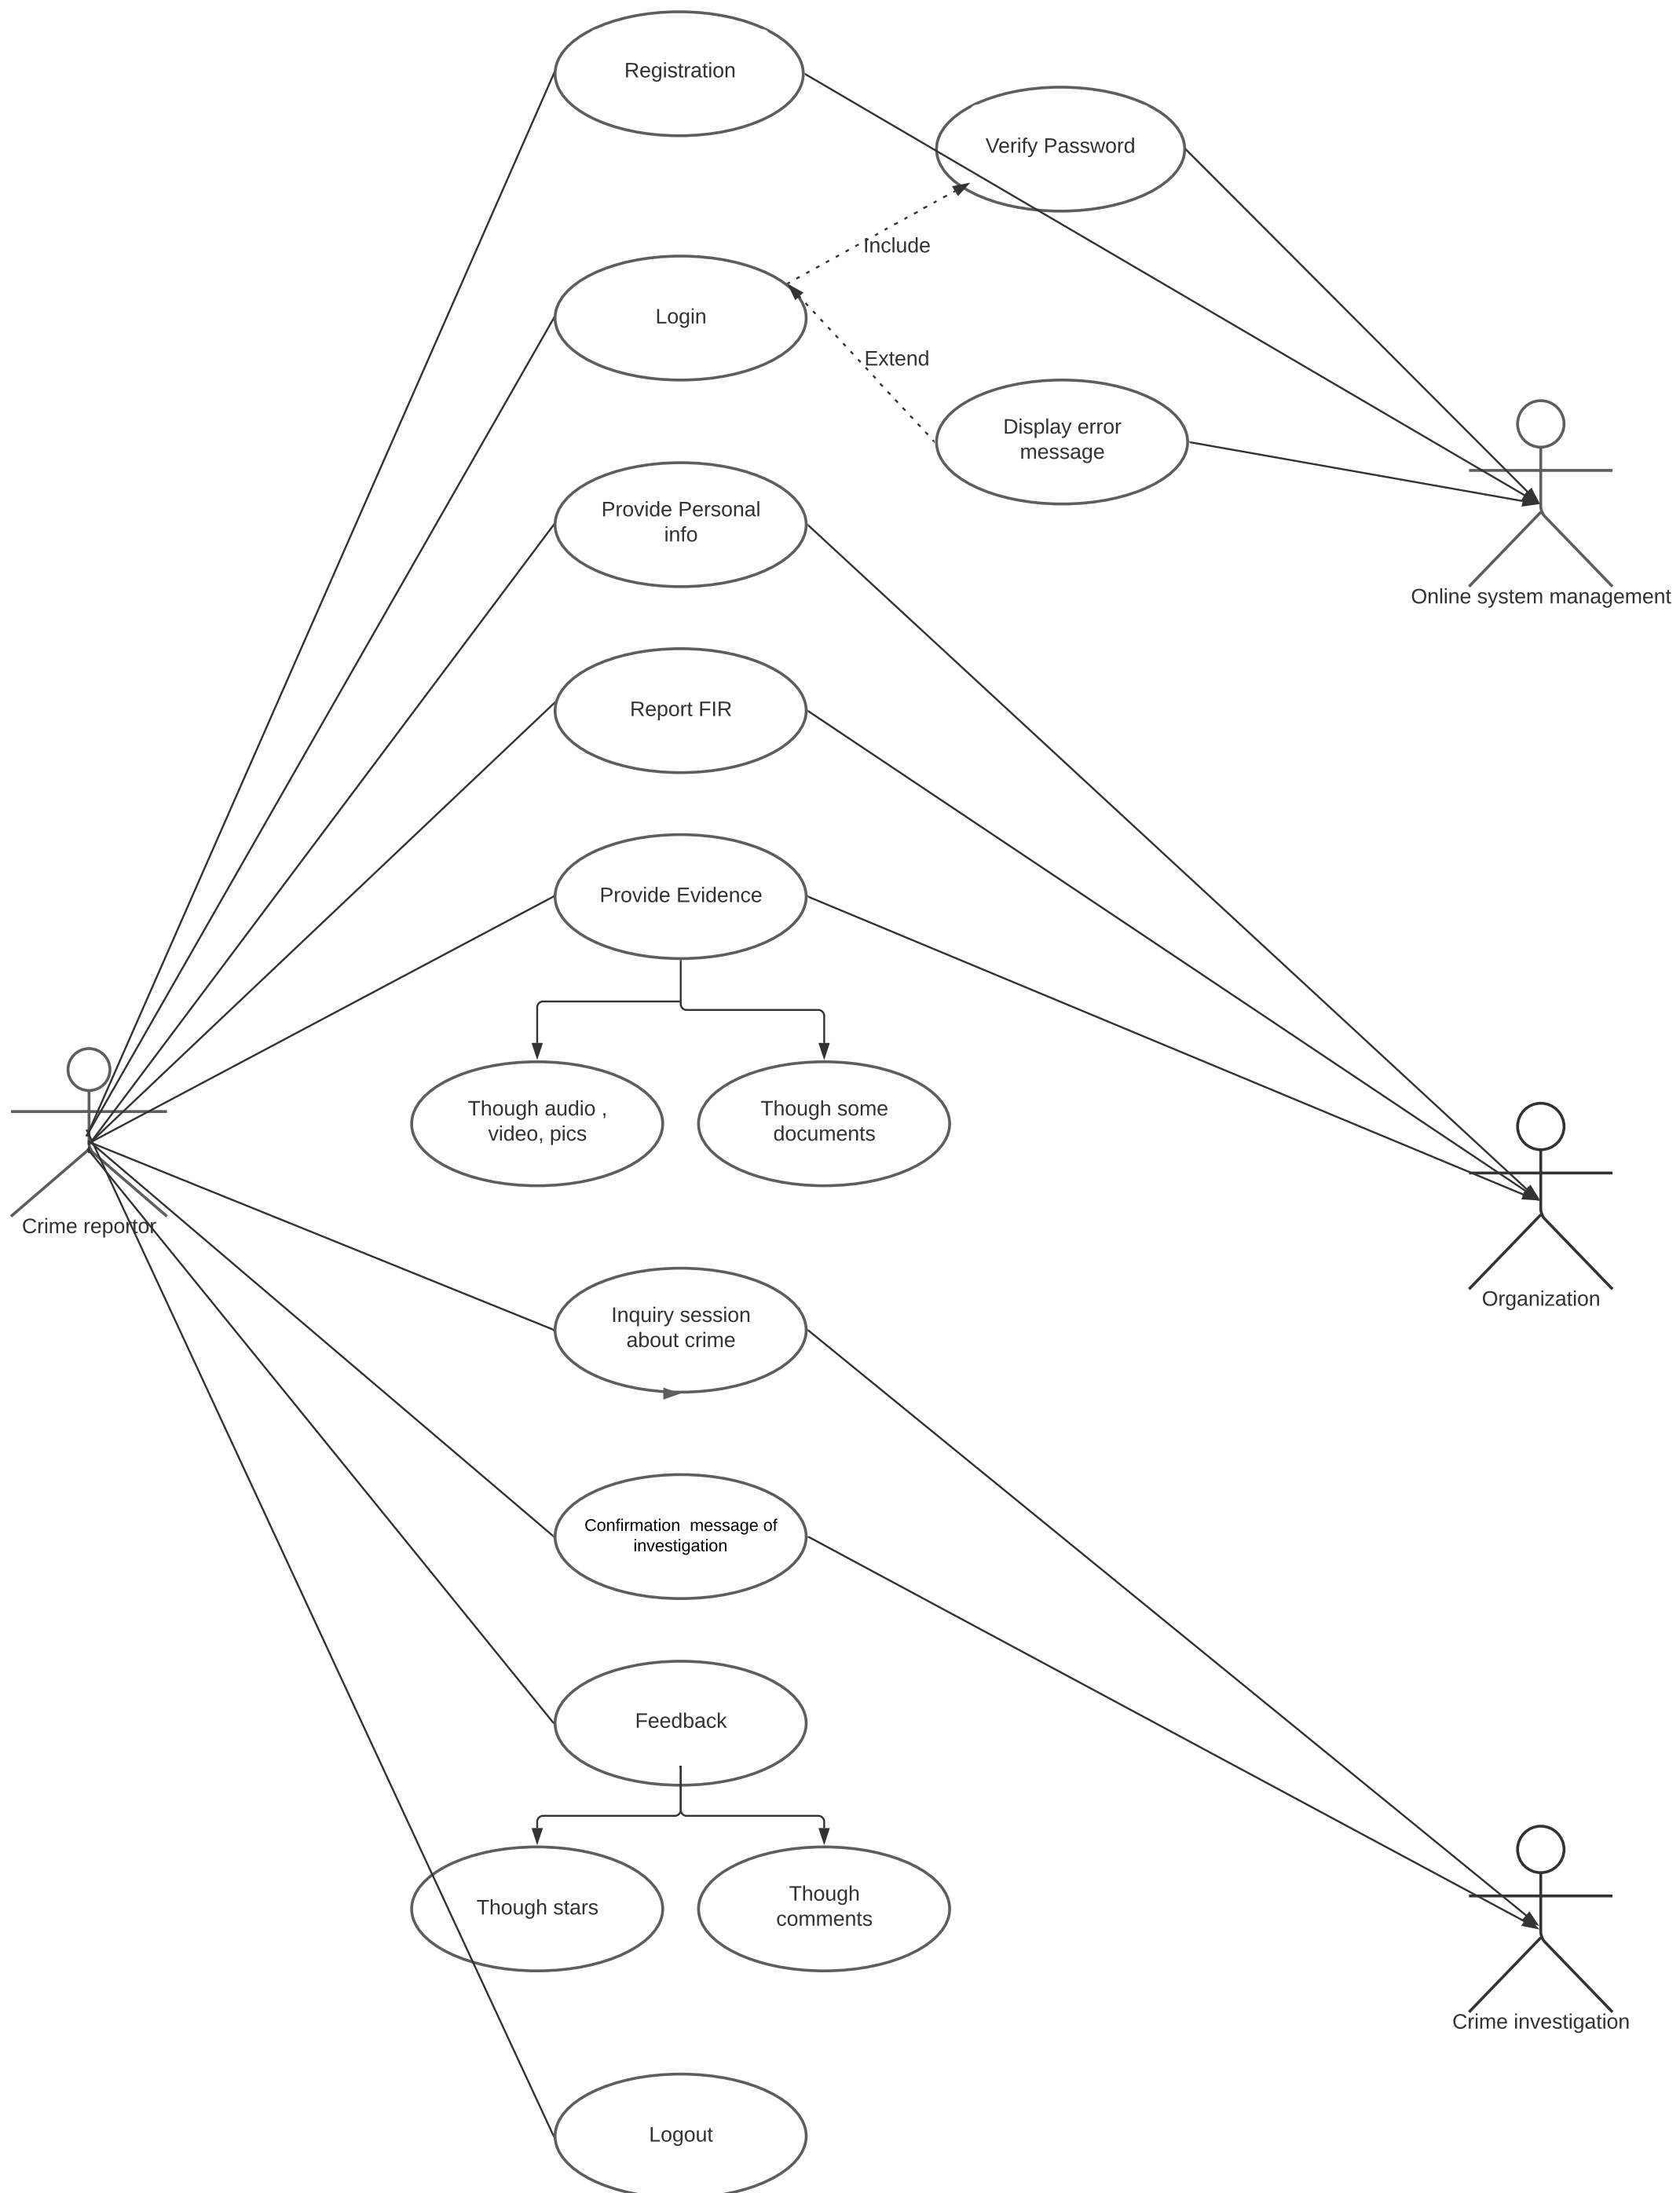 Registration
Verify Password
Include
Login
Extend
Display error
message
Provide Personal
info
Online system management
Report FIR
Provide Evidence
Though audio ,
video, pics
Though some
documents
Crime reportor
Organization
Inquiry session
about crime
Confirmation  message of
investigation
Feedback
Though stars
Though
comments
Crime investigation
Logout